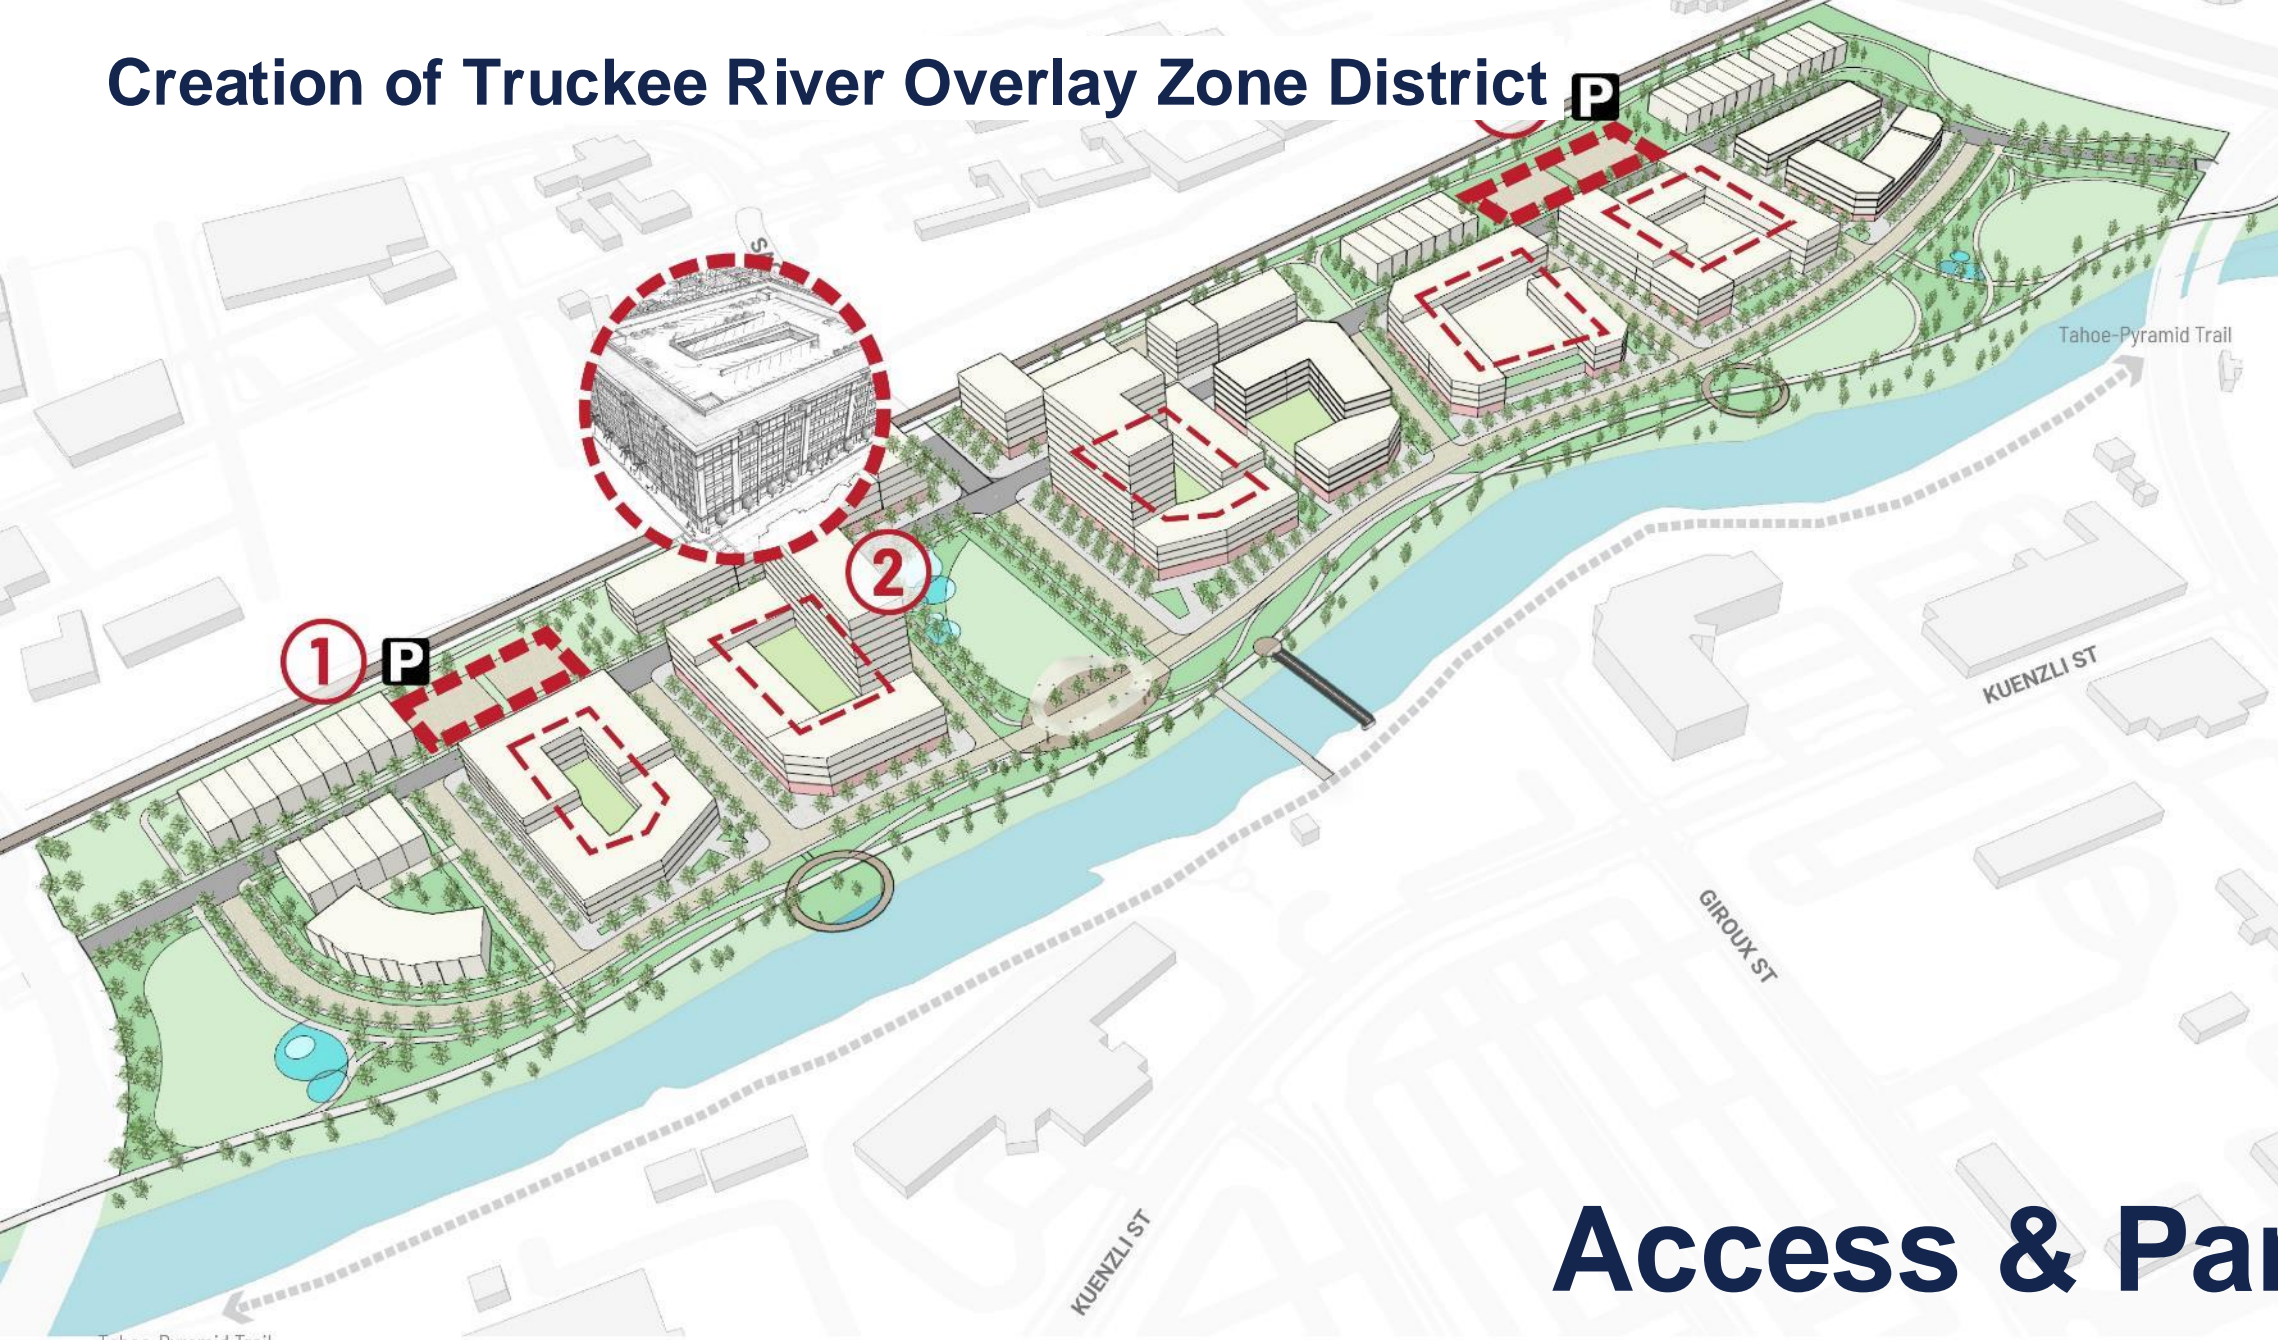 Creation of Truckee River Overlay Zone District
P
Tahoe-Pyramid Trail
2
1
P
KUENZLI ST
GIROUX ST
KUENZLI ST
Access &